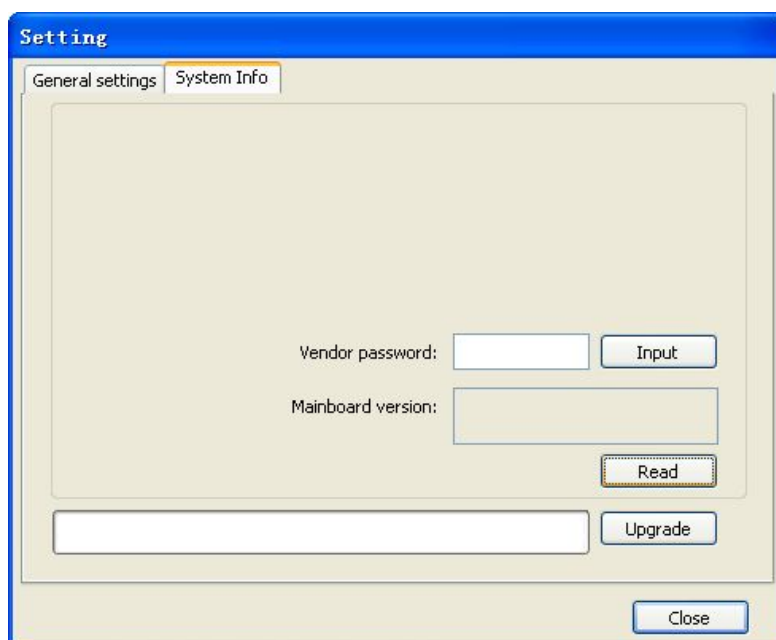 Setting
General settings System Info
Vendor password: Input
Mainboard version:
Read
Upgrade
Close